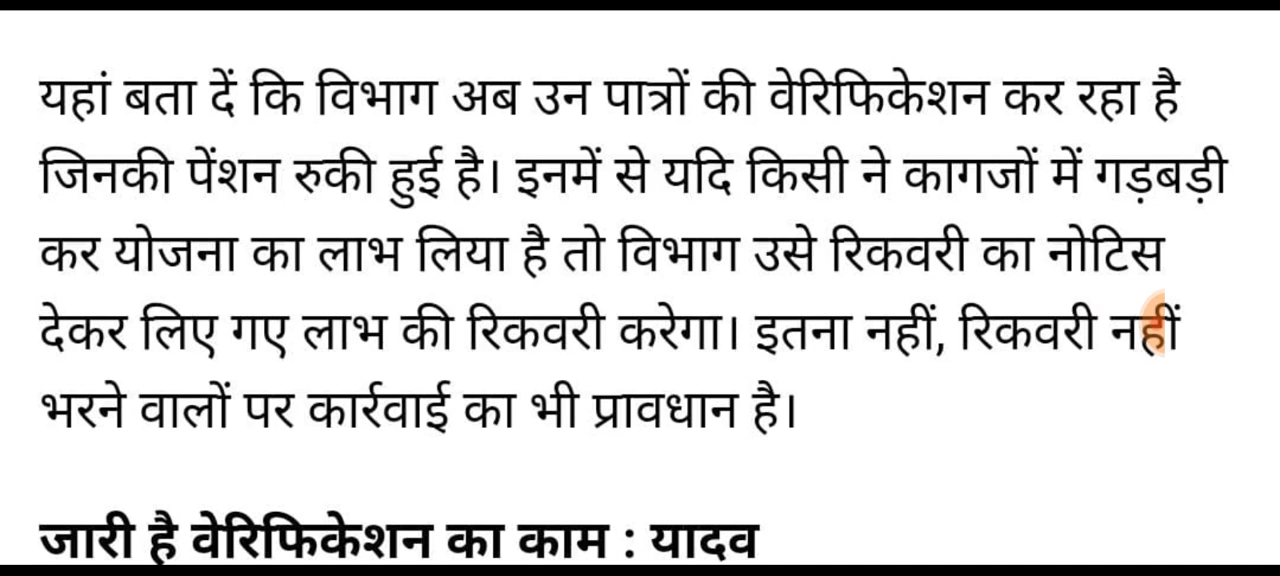 यहां बता दें कि विभाग अब उन पात्रों की वेरिफिकेशन कर रहा है
जिनकी पेंशन रुकी हुई है। इनमें से यदि किसी ने कागजों में गड़बड़ी
कर योजना का लाभ लिया है तो विभाग उसे रिकवरी का नोटिस
देकर लिए गए लाभ की रिकवरी करेगा। इतना नहीं, रिकवरी नहीं
भरने वालों पर कार्रवाई का भी प्रावधान है।
जारी है वेरिफिकेशन का काम : यादव